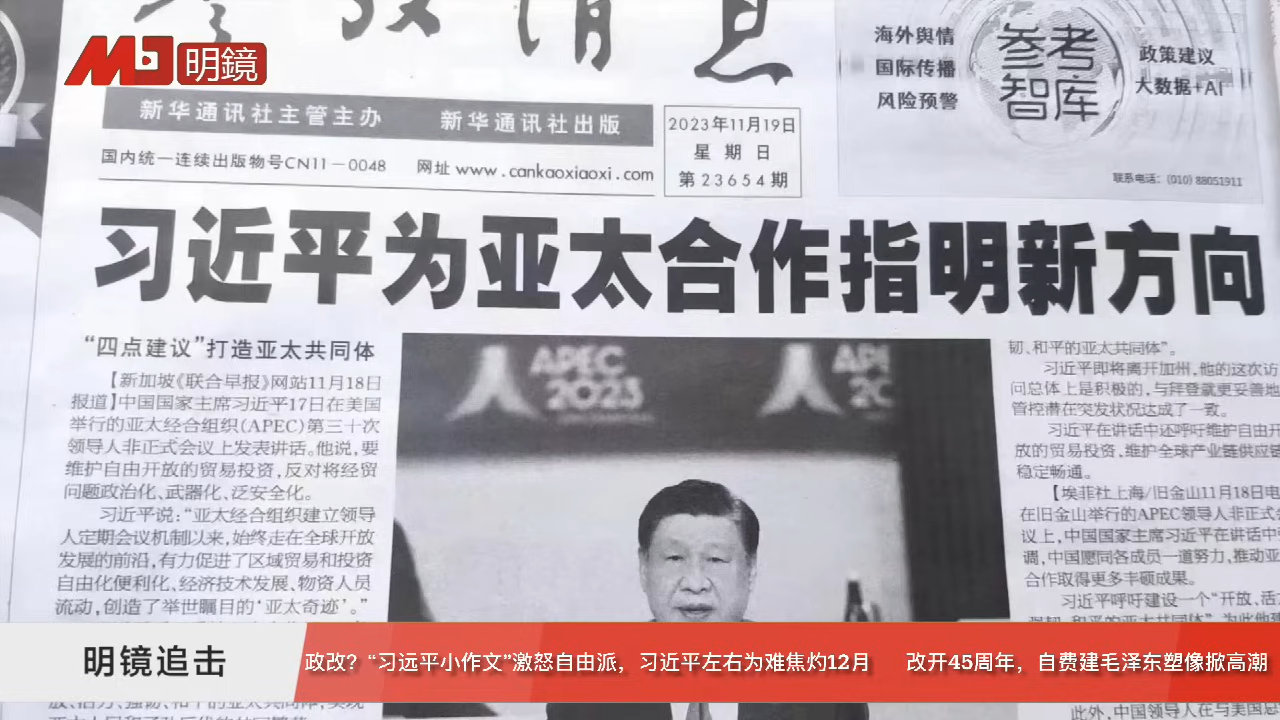 明鏡
海外舆情
国际传播
风险预警
参考
智库
政策建议
大数据+AI
联系电话：(010) 88051911
新华通讯社主管主办 新华通讯社出版
国内统一连续出版物号CN11－0048 网址 www.cankaoxiaoxi.com
2023年11月19日
星期日
第23654期
习近平为亚太合作指明新方向
“四点建议”打造亚太共同体
【新加坡《联合早报》网站11月18日
报道】中国国家主席习近平17日在美国
举行的亚太经合组织(APEC)第三十次
领导人非正式会议上发表讲话。他说，要
维护自由开放的贸易投资，反对将经贸
问题政治化、武器化、泛安全化。
习近平说：“亚太经合组织建立领导
人定期会议机制以来，始终走在全球开放
发展的前沿，有力促进了区域贸易和投资
自由化便利化、经济技术发展、物资人员
流动，创造了举世瞩目的‘亚太奇迹’。”
APEC
2023
韧、和平的亚太共同体”。
习近平即将离开加州，他的这次访
问总体上是积极的，与拜登就更妥善地
管控潜在突发状况达成了一致。
习近平在讲话中还呼吁维护自由开
放的贸易投资，维护全球产业链供应链
稳定畅通。
【埃菲社上海/旧金山11月18日电
在旧金山举行的APEC领导人非正式会
议上，中国国家主席习近平在讲话中
调，中国愿同各成员一道努力，推动亚
合作取得更多丰硕成果。
习近平呼吁建设一个“开放、活
明镜追击
政改？“习远平小作文”激怒自由派，习近平左右为难焦灼12月 改开45周年，自费建毛泽东塑像掀高潮
此外，中国领导人在与美国总